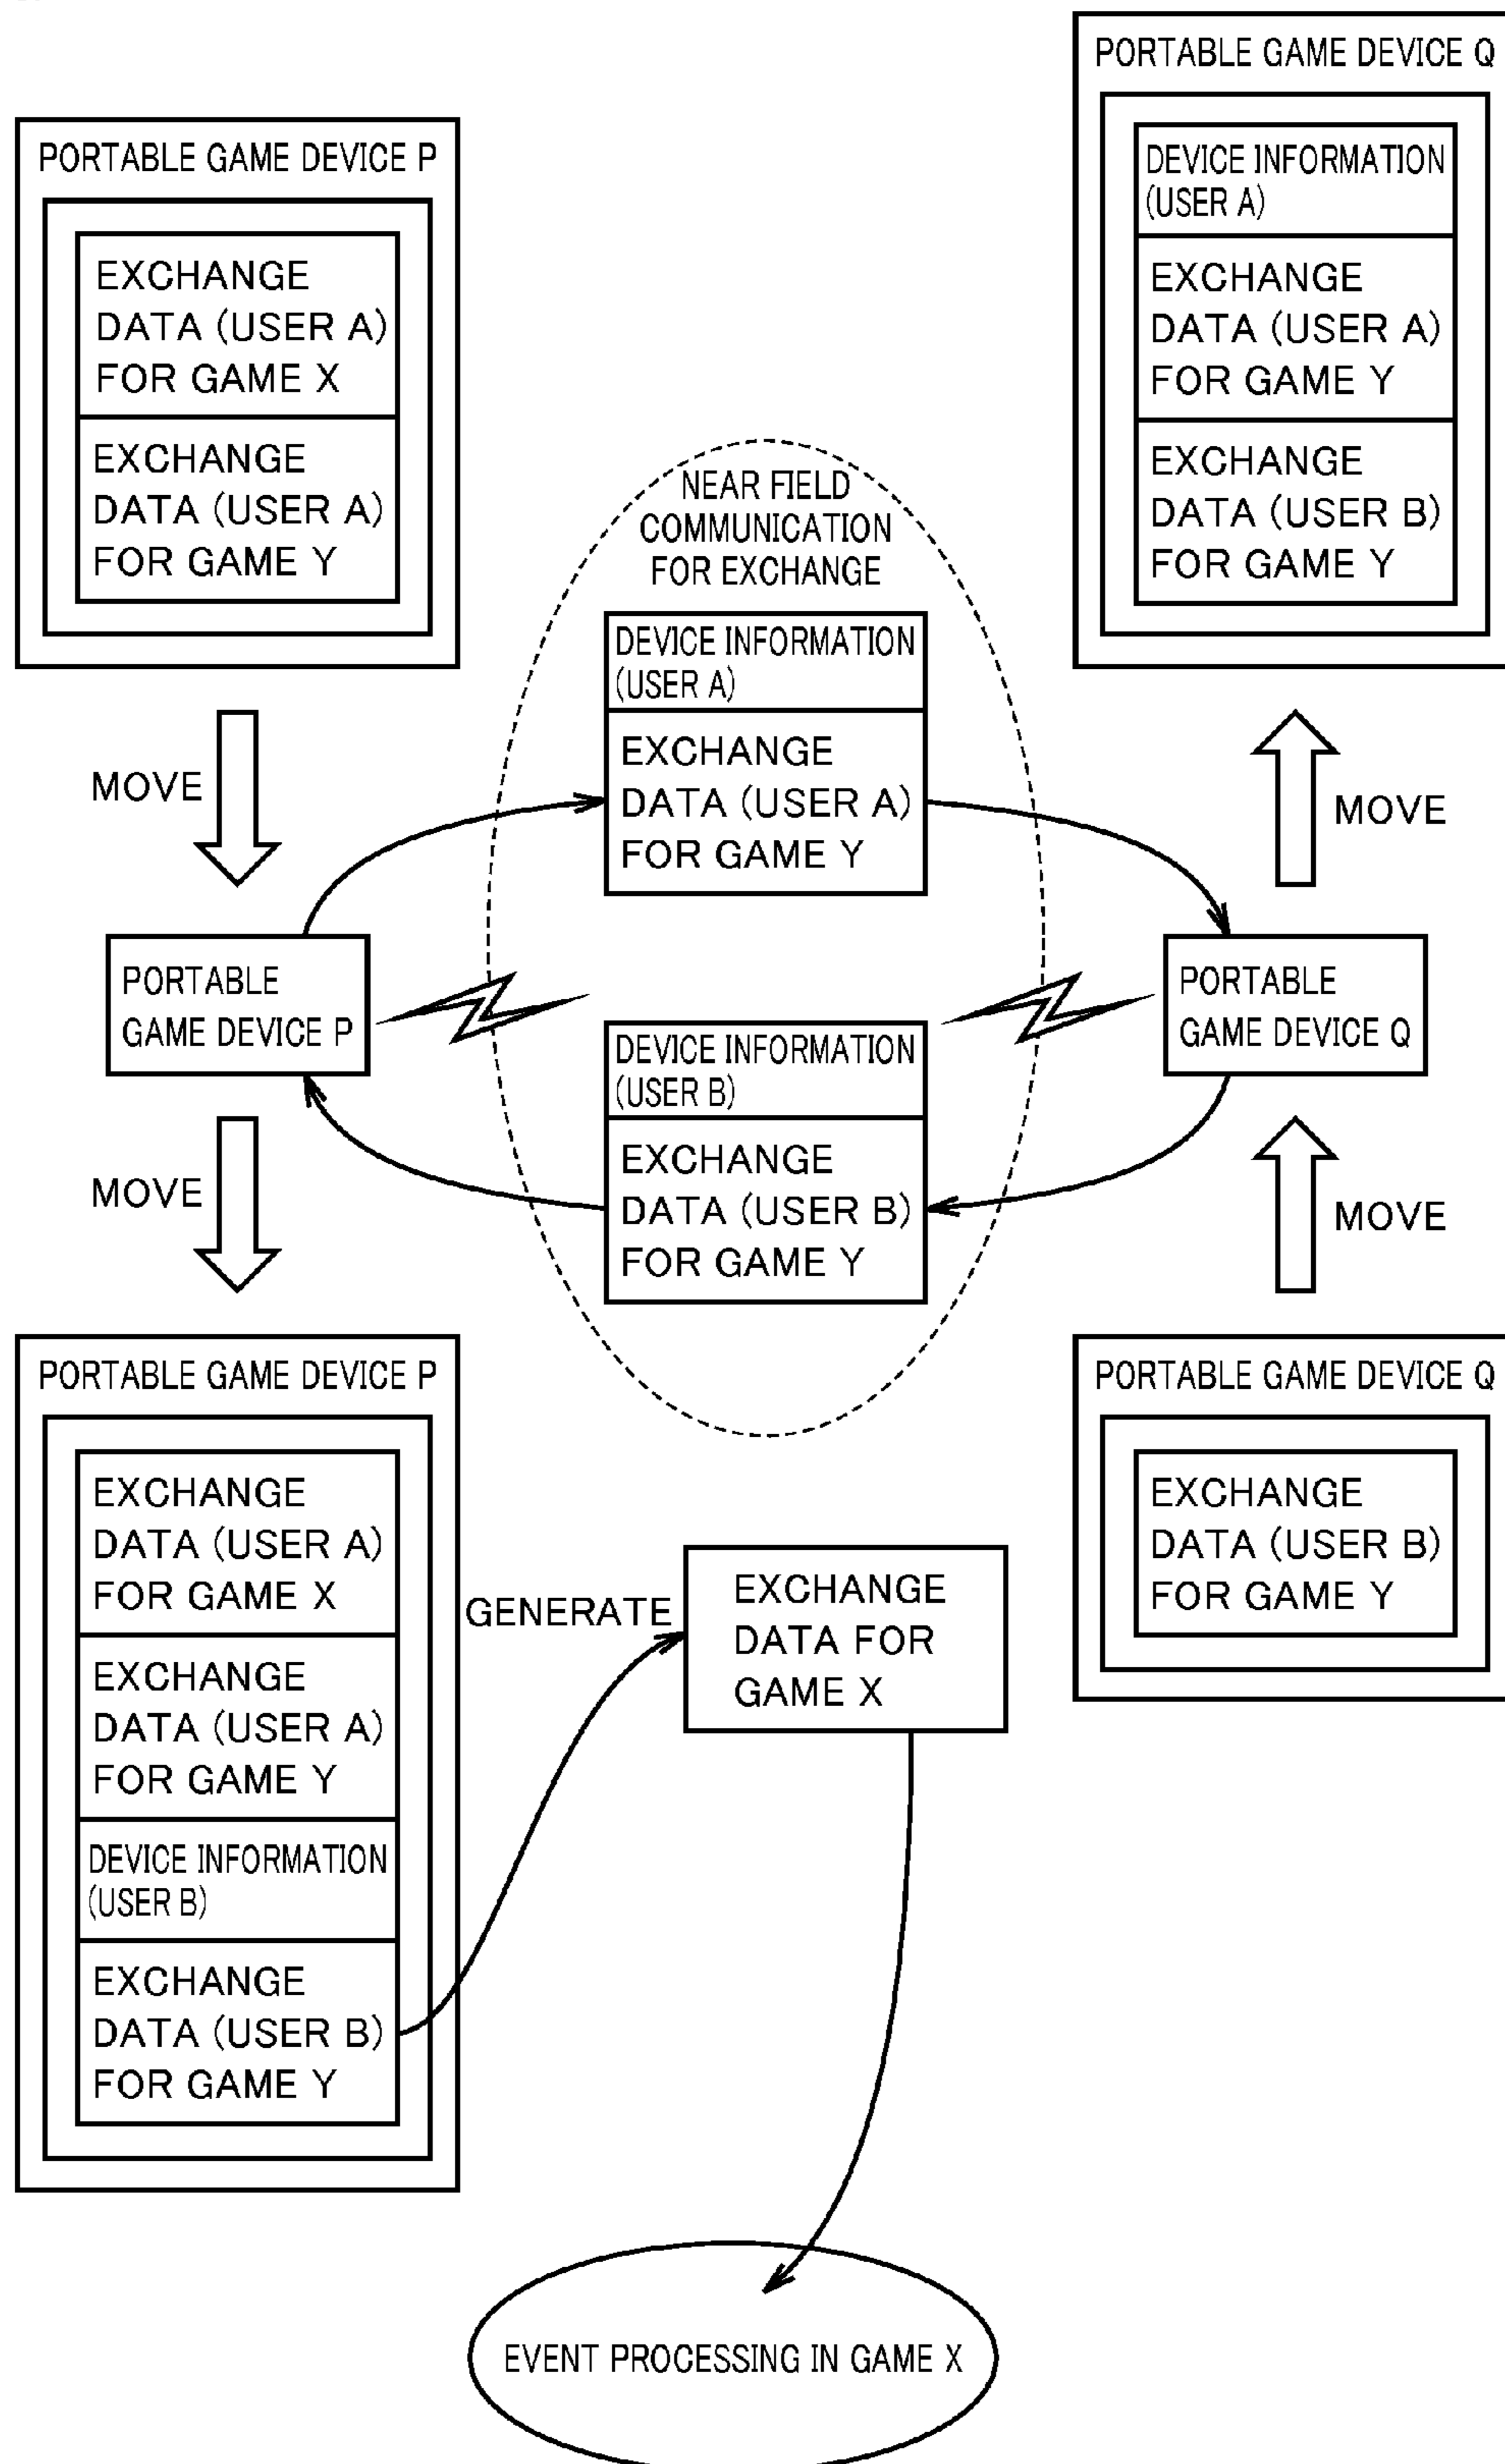 PORTABLE GAME DEVICE P
EXCHANGE
DATA (USER A)
FOR GAME X
EXCHANGE
DATA (USER A)
FOR GAME Y
MOVE
PORTABLE
GAME DEVICE P
MOVE
NEAR FIELD
COMMUNICATION
FOR EXCHANGE
DEVICE INFORMATION
(USER A)
EXCHANGE
DATA (USER A)
FOR GAME Y
DEVICE INFORMATION
(USER B)
EXCHANGE
DATA (USER B)
FOR GAME Y
PORTABLE GAME DEVICE Q
DEVICE INFORMATION
(USER A)
EXCHANGE
DATA (USER A)
FOR GAME Y
EXCHANGE
DATA (USER B)
FOR GAME Y
MOVE
PORTABLE
GAME DEVICE Q
MOVE
PORTABLE GAME DEVICE P
EXCHANGE
DATA (USER A)
FOR GAME X
EXCHANGE
DATA (USER A)
FOR GAME Y
DEVICE INFORMATION
(USER B)
EXCHANGE
DATA (USER B)
FOR GAME Y
GENERATE
EXCHANGE
DATA FOR
GAME X
PORTABLE GAME DEVICE Q
EXCHANGE
DATA (USER B)
FOR GAME Y
EVENT PROCESSING IN GAME X